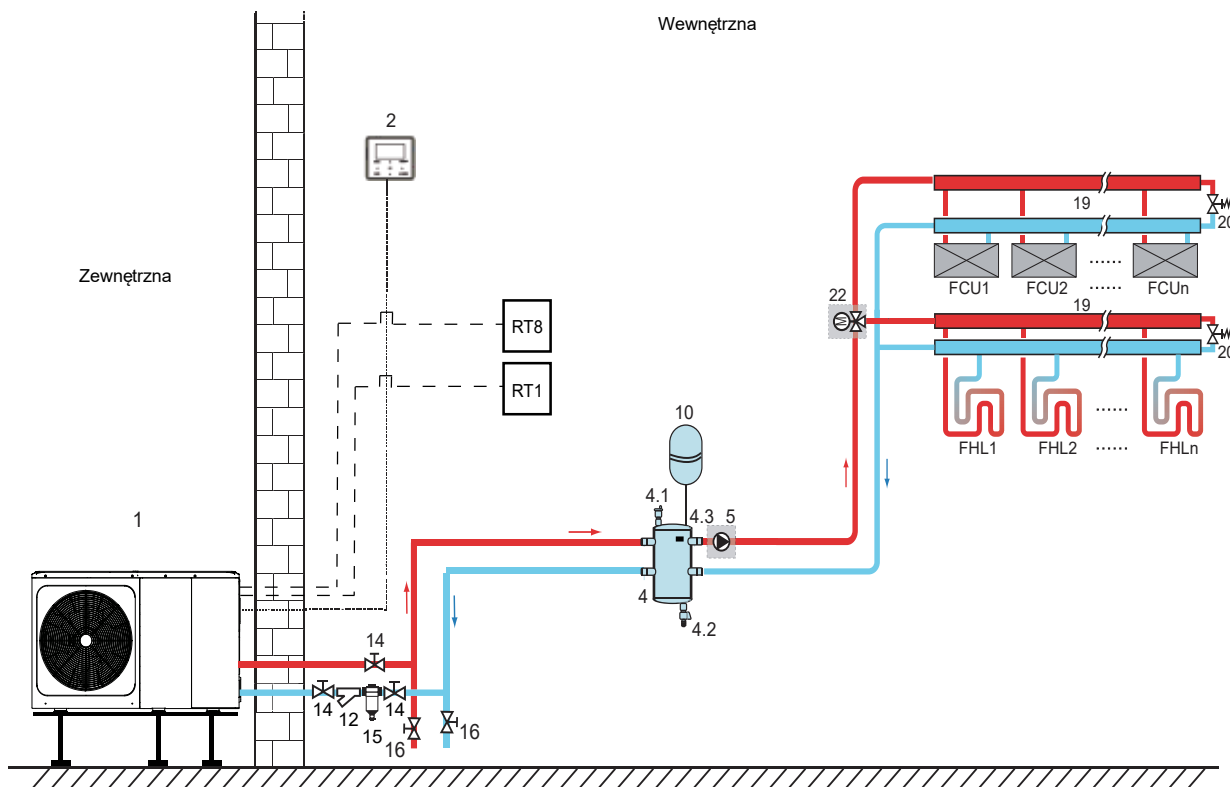 Wewnętrzna
2
19
20
Zewnętrzna
FCU1 FCU2 ...... FCUn
......
22
19
RT8
20
RT1
10
......
FHL1 FHL2 ...... FHLn
4.1
4.3 5
1
4
4.2
14
14 12 14
15
16
16